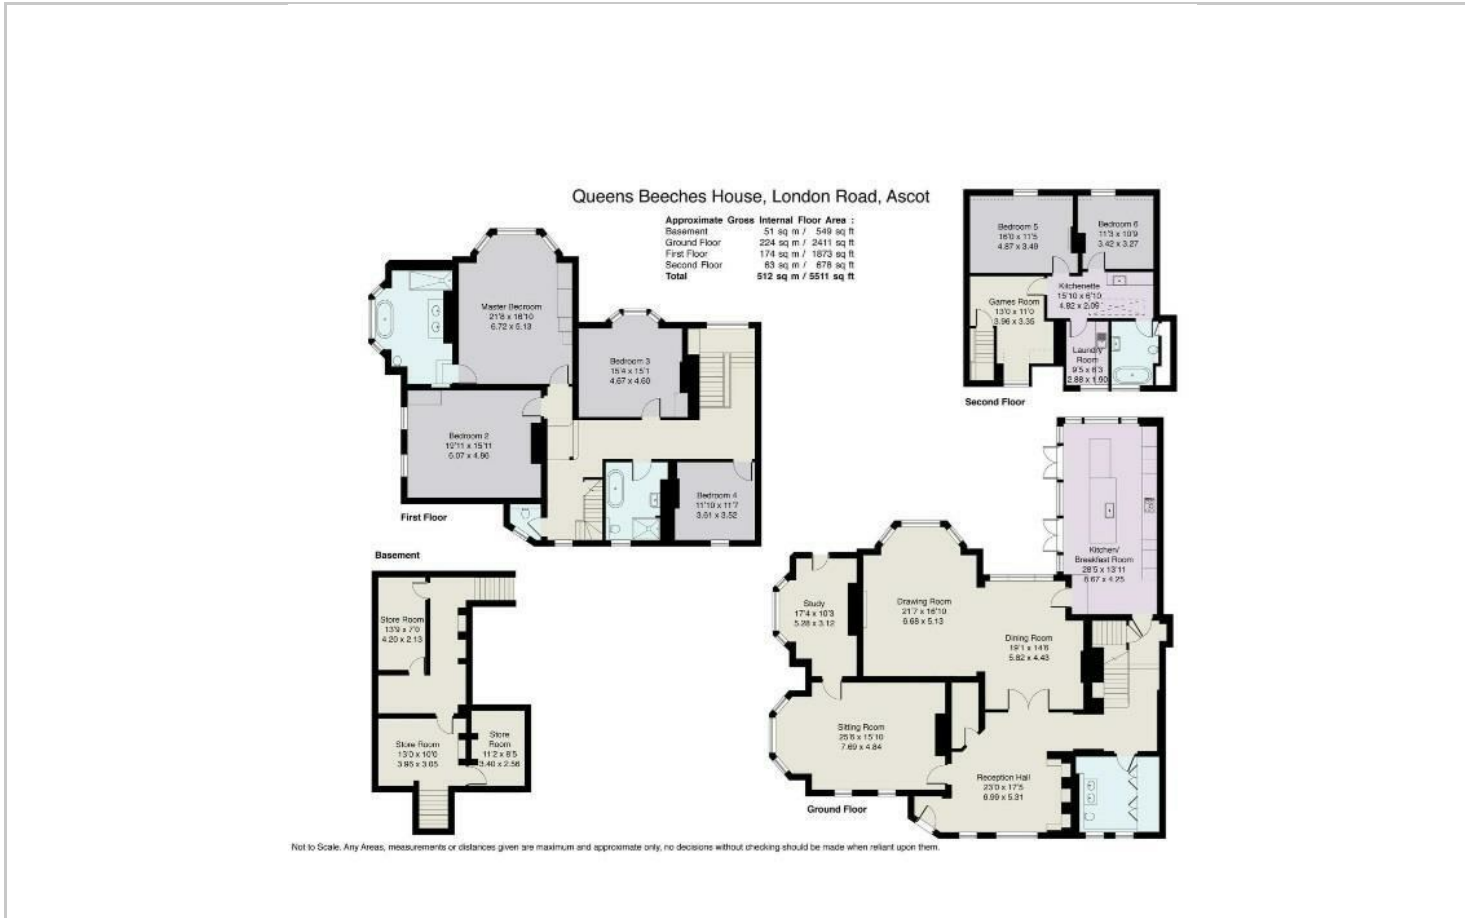 Queens Beeches House, London Road, Ascot
Approximate Gross Internal Floor Area :
Basement 51 sq m / 549 sq ft
Ground Floor 224 sq m / 2411 sq ft
First Floor 174 sq m / 1873 sq ft
Second Floor 63 sq m / 678 sq ft
Total 512 sq m / 5511 sq ft
Master Bedroom
21'8 x 16'10
6.72 x 5.13
Bedroom 3
15'4 x 15'1
4.67 x 4.60
Bedroom 2
19'11 x 15'11
6.07 x 4.86
Bedroom 4
11'10 x 11'7
3.61 x 3.52
First Floor
Bedroom 5
16'0 x 11'5
4.87 x 3.49
Bedroom 6
11'3 x 10'9
3.42 x 3.27
Kitchenette
15'10 x 6'10
4.82 x 2.09
Games Room
13'0 x 11'0
3.96 x 3.35
Laundry
Room
9'5 x 6'3
2.88 x 1.90
Second Floor
Basement
Store Room
13'9 x 7'0
4.20 x 2.13
Store Room
13'0 x 10'0
3.96 x 3.05
Store
Room
11'2 x 8'5
3.40 x 2.56
Kitchen/
Breakfast Room
28'5 x 13'11
8.67 x 4.25
Study
17'4 x 10'3
5.28 x 3.12
Drawing Room
21'7 x 16'10
6.68 x 5.13
Dining Room
19'1 x 14'6
5.82 x 4.43
Sitting Room
25'6 x 15'10
7.69 x 4.84
Reception Hall
23'0 x 17'5
6.99 x 5.31
Ground Floor
Not to Scale. Any Areas, measurements or distances given are maximum and approximate only, no decisions without checking should be made when reliant upon them.